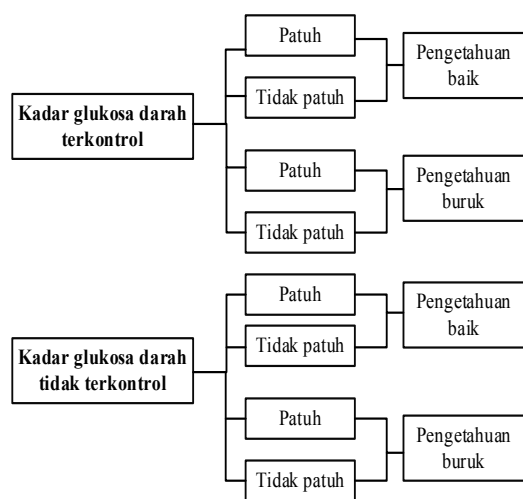 Patuh
Pengetahuan
baik
Tidak patuh
Kadar glukosa darah
terkontrol
Patuh
Pengetahuan
buruk
Tidak patuh
Patuh
Pengetahuan
baik
Tidak patuh
Kadar glukosa darah
tidak terkontrol
Patuh
Pengetahuan
buruk
Tidak patuh